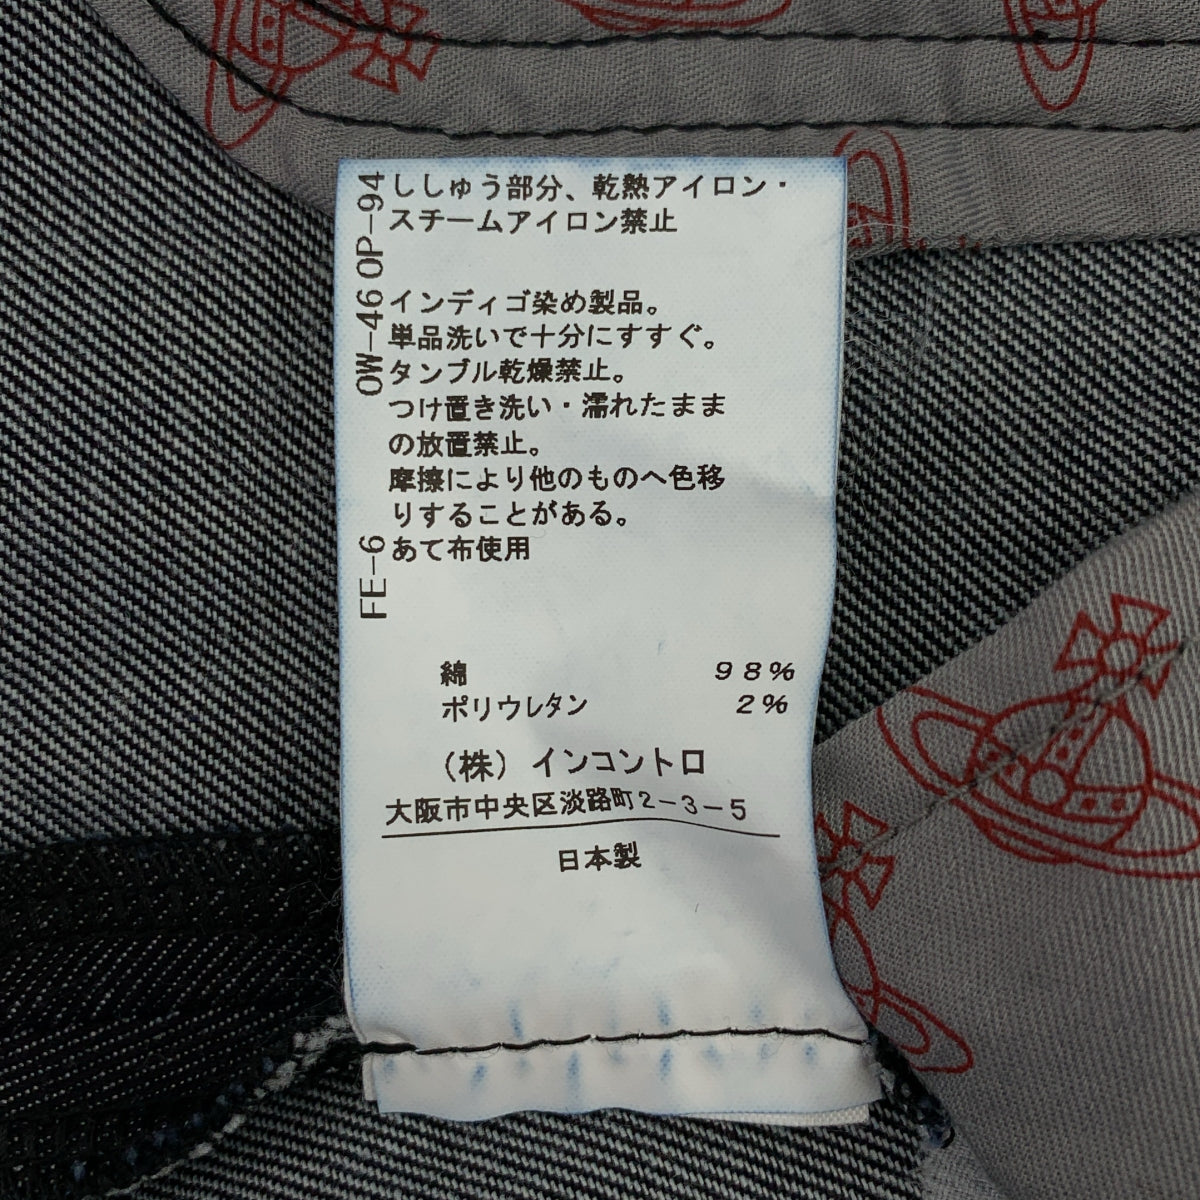 ししゅう部分、乾熱アイロン・
スチームアイロン禁止
インディゴ染め製品。
単品洗いで十分にすすぐ。
タンブル乾燥禁止。
つけ置き洗い・濡れたまま
の放置禁止。
摩擦により他のものへ色移
りすることがある。
あて布使用
OP-94
OW-46
FE-6
綿 98%
ポリウレタン 2%
(株)インコントロ
大阪市中央区淡路町2-3-5
日本製